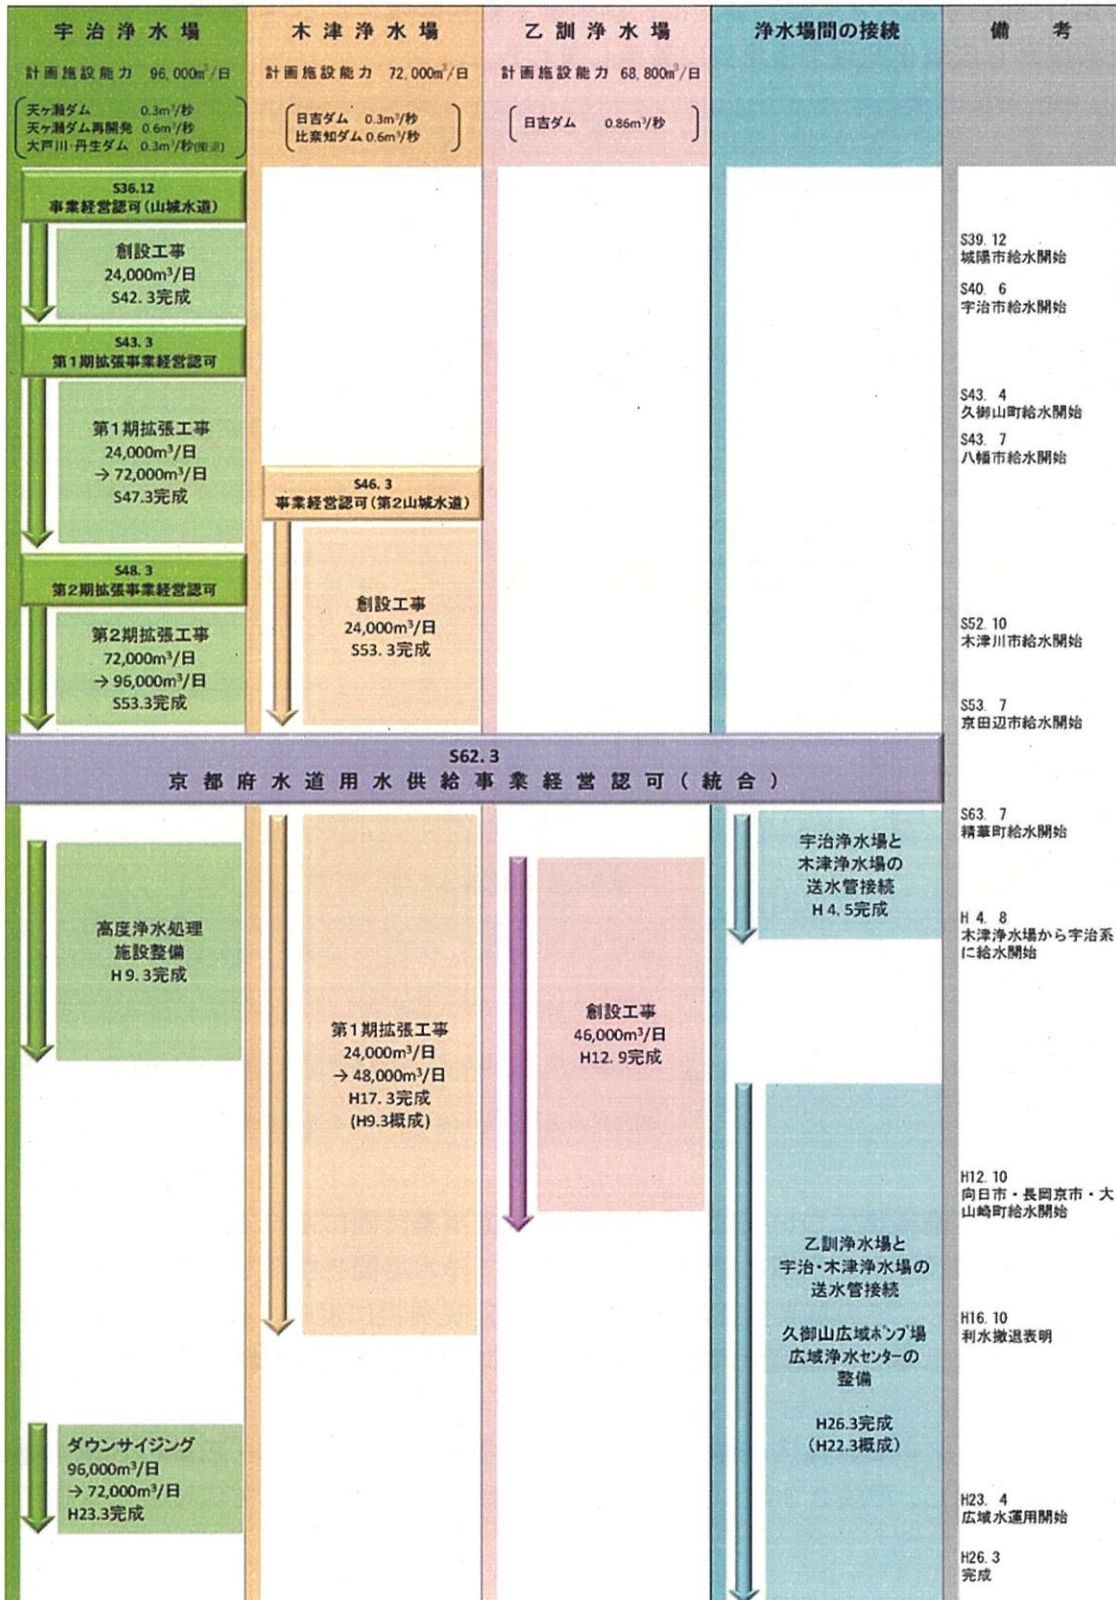 宇治浄水場
計画施設能力 96,000m³/日
天ヶ瀬ダム 0.3m³/秒
天ヶ瀬ダム再開発 0.6m³/秒
大戸川・丹生ダム 0.3m³/秒(撤退)
木津浄水場
計画施設能力 72,000m³/日
日吉ダム 0.3m³/秒
比奈知ダム 0.6m³/秒
乙訓浄水場
計画施設能力 68,800m³/日
日吉ダム 0.86m³/秒
浄水場間の接続
備考
S36.12
事業経営認可(山城水道)
創設工事
24,000m³/日
S42.3完成
S43.3
第1期拡張事業経営認可
第1期拡張工事
24,000m³/日
→ 72,000m³/日
S47.3完成
S48.3
第2期拡張事業経営認可
第2期拡張工事
72,000m³/日
→ 96,000m³/日
S53.3完成
S46.3
事業経営認可(第2山城水道)
創設工事
24,000m³/日
S53.3完成
S39.12
城陽市給水開始
S40. 6
宇治市給水開始
S43. 4
久御山町給水開始
S43. 7
八幡市給水開始
S52.10
木津川市給水開始
S53. 7
京田辺市給水開始
S62.3
京都府水道用水供給事業経営認可(統合)
高度浄水処理
施設整備
H9.3完成
ダウンサイジング
96,000m³/日
→ 72,000m³/日
H23.3完成
第1期拡張工事
24,000m³/日
→ 48,000m³/日
H17.3完成
(H9.3概成)
創設工事
46,000m³/日
H12.9完成
宇治浄水場と
木津浄水場の
送水管接続
H 4.5完成
乙訓浄水場と
宇治・木津浄水場の
送水管接続
久御山広域ポンプ場
広域浄水センターの
整備
H26.3完成
(H22.3概成)
S63. 7
精華町給水開始
H 4. 8
木津浄水場から宇治系
に給水開始
H12.10
向日市・長岡京市・大
山崎町給水開始
H16.10
利水撤退表明
H23. 4
広域水運用開始
H26.3
完成